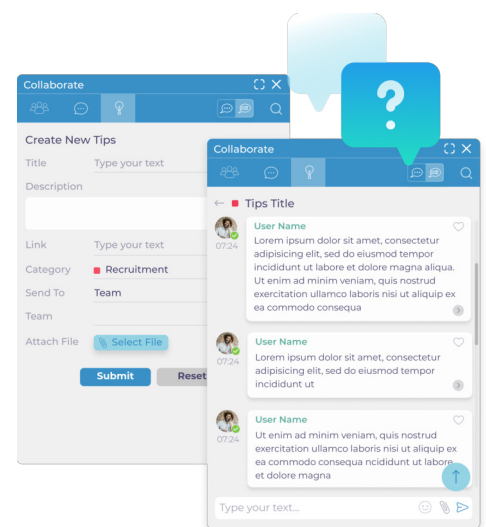 Collaborate
Create New Tips
Title Type your text
Description
Link Type your text
Category Recruitment
Send To Team
Team
Attach File Select File
Submit Reset
?
Collaborate
Tips Title
User Name
07:24
Lorem ipsum dolor sit amet, consectetur
adipisicing elit, sed do eiusmod tempor
incididunt ut labore et dolore magna aliqua.
Ut enim ad minim veniam, quis nostrud
exercitation ullamco laboris nisi ut aliquip ex
ea commodo consequa
User Name
07:24
Lorem ipsum dolor sit amet, consectetur
adipisicing elit, sed do eiusmod tempor
incididunt ut
User Name
07:24
Ut enim ad minim veniam, quis nostrud
exercitation ullamco laboris nisi ut aliquip ex
ea commodo consequa ncididunt ut labore
et dolore magna
Type your text...